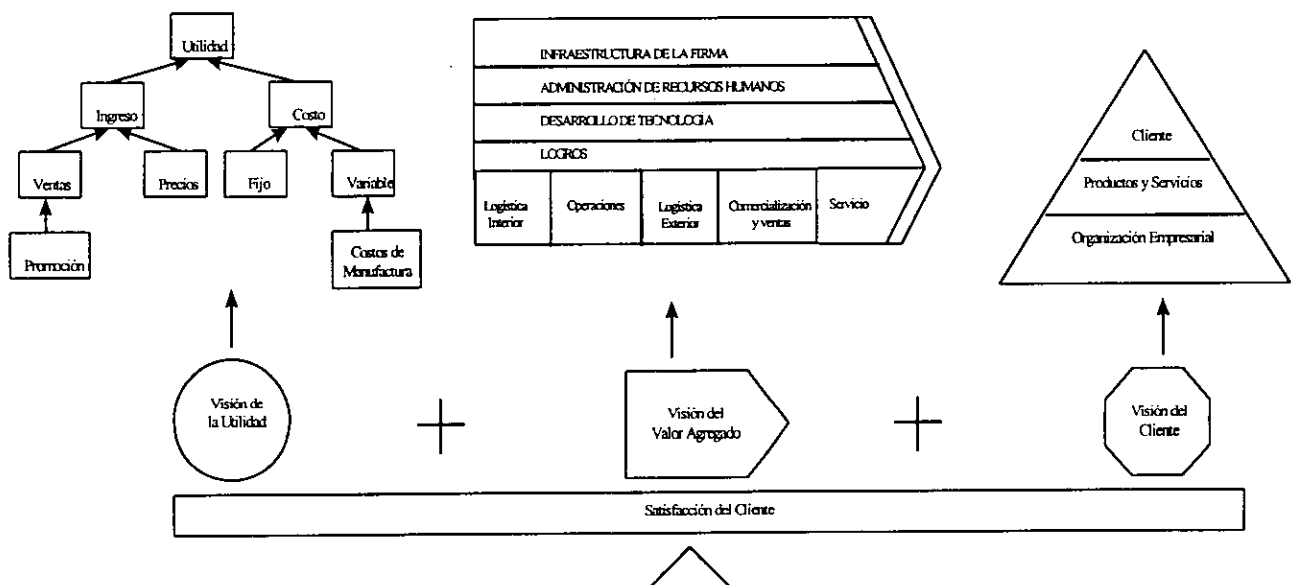 Utilidad
Ingreso
Costo
Ventas
Precios
Fijo
Variable
Promoción
Costos de
Manufactura
INFRAESTRUCTURA DE LA FIRMA
ADMINISTRACIÓN DE RECURSOS HUMANOS
DESARROLLO DE TECNOLOGÍA
LOGROS
Logística
Interior
Operaciones
Logística
Exterior
Comercialización
y ventas
Servicio
Cliente
Productos y Servicios
Organización Empresarial
Visión de
la Utilidad
Visión del
Valor Agregado
Visión del
Cliente
Satisfacción del Cliente